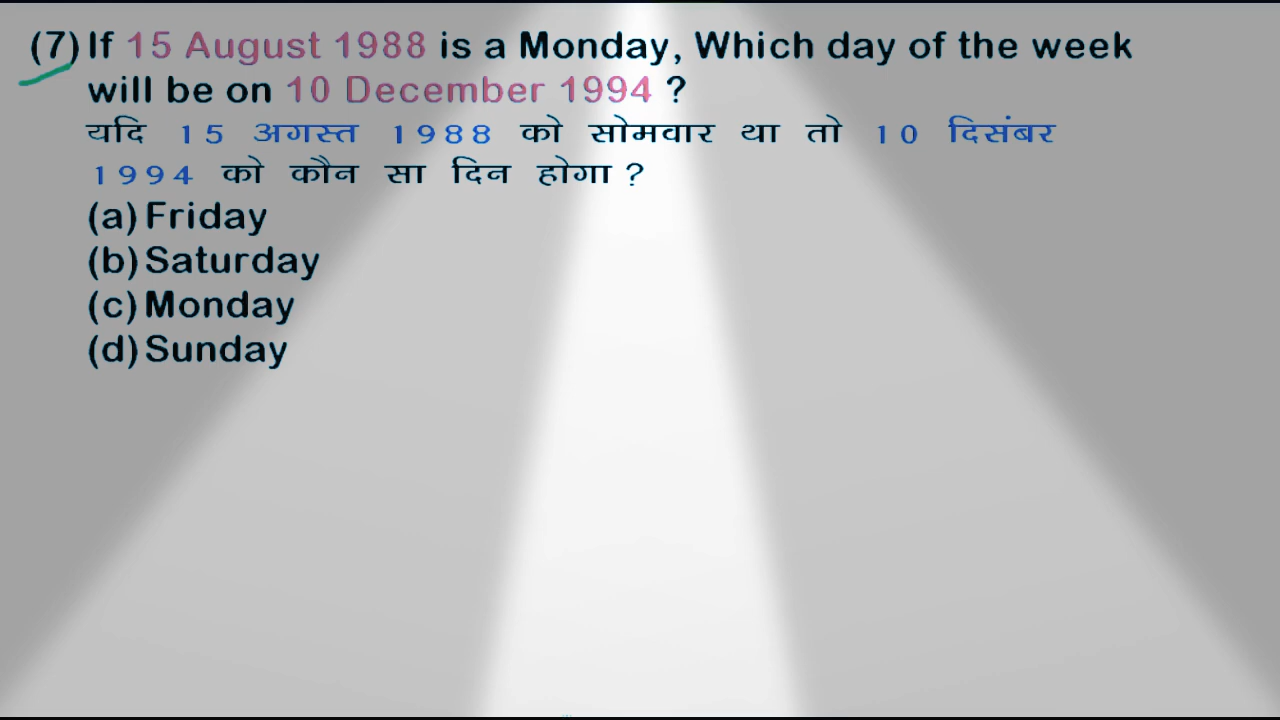 (7) If 15 August 1988 is a Monday, Which day of the week
will be on 10 December 1994 ?
यदि 15 अगस्त 1988 को सोमवार था तो 10 दिसंबर
1994 को कौन सा दिन होगा ?
(a) Friday
(b) Saturday
(c) Monday
(d) Sunday